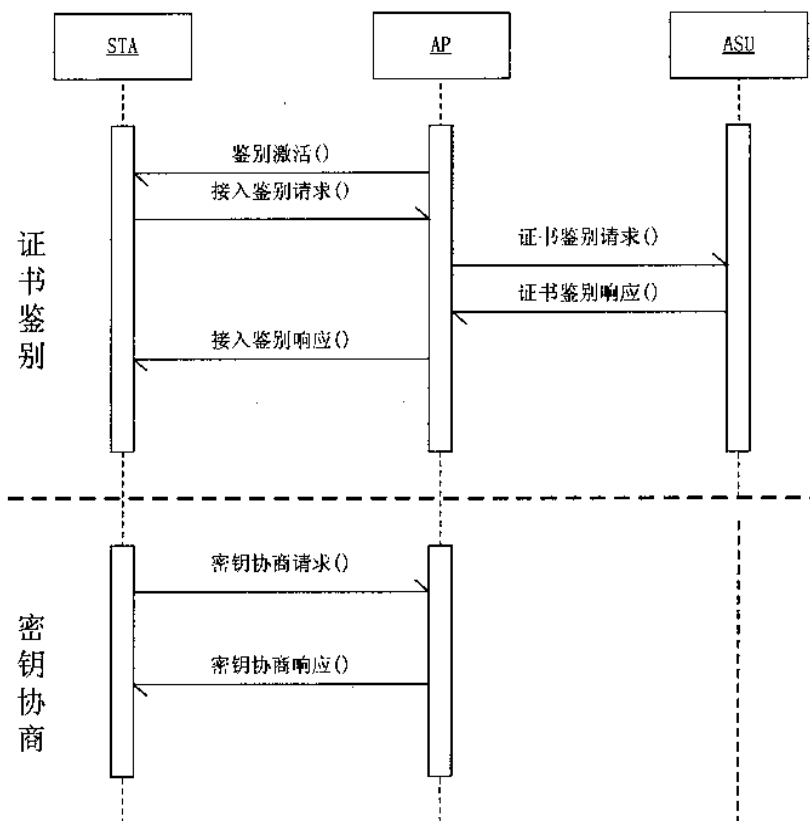 STA
AP
ASU
鉴别激活()
接入鉴别请求()
证书鉴别请求()
证书鉴别响应()
接入鉴别响应()
证书鉴别
密钥协商请求()
密钥协商响应()
密钥协商